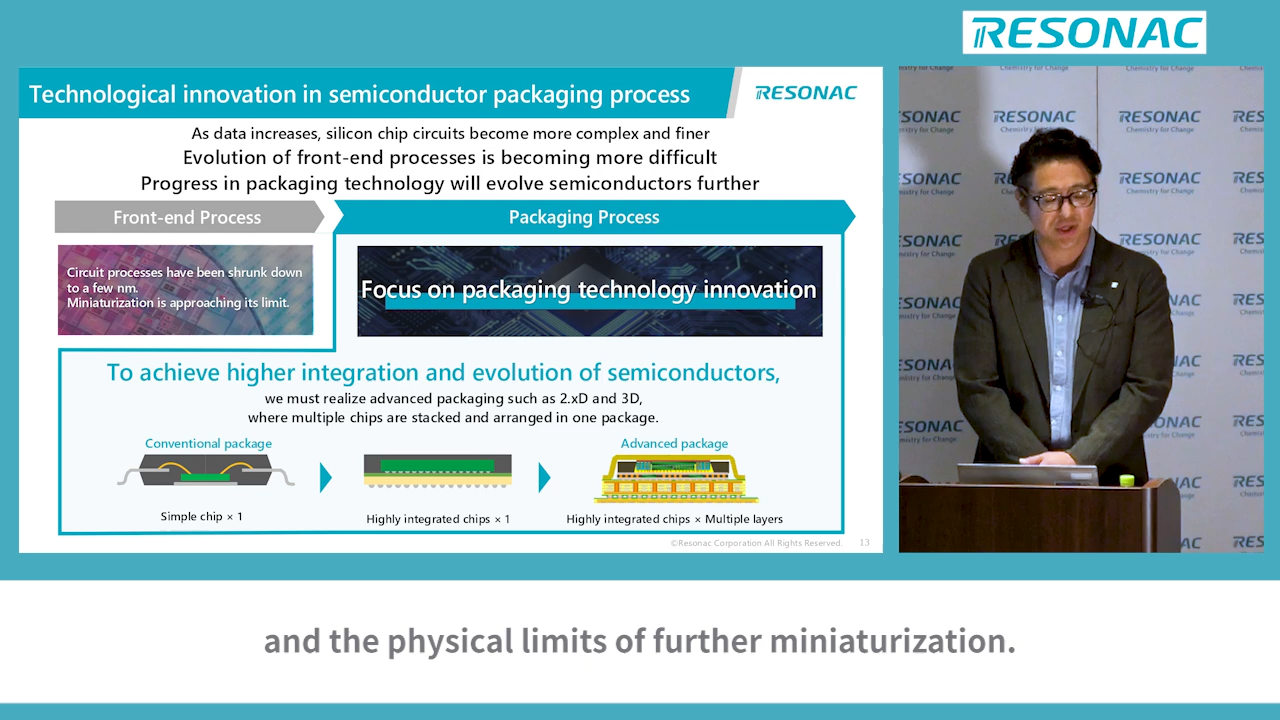 RESONAC
Technological innovation in semiconductor packaging process
RESONAC
As data increases, silicon chip circuits become more complex and finer
Evolution of front-end processes is becoming more difficult
Progress in packaging technology will evolve semiconductors further
Front-end Process
Packaging Process
Circuit processes have been shrunk down
to a few nm.
Miniaturization is approaching its limit.
Focus on packaging technology innovation
To achieve higher integration and evolution of semiconductors,
we must realize advanced packaging such as 2.xD and 3D,
where multiple chips are stacked and arranged in one package.
Conventional package
Advanced package
Simple chip × 1
Highly integrated chips × 1
Highly integrated chips × Multiple layers
©Resonac Corporation All Rights Reserved.
13
RESONAC
Chemistry for Change
and the physical limits of further miniaturization.